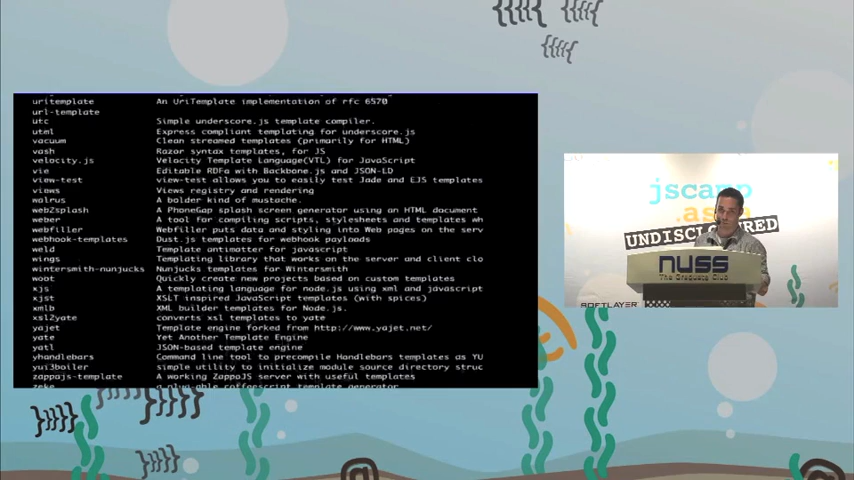 {{{{ {{{{
{{{{
uritemplate An UriTemplate implementation of rfc 6570
url-template
utc Simple underscore.js template compiler.
utml Express compliant templating for underscore.js
vacuum Clean streamed templates (primarily for HTML)
vash Razor syntax templates, for JS
velocity.js Velocity Template Language(VTL) for JavaScript
vie Editable RDFa with Backbone.js and JSON-LD
view-test view-test allows you to easily test Jade and EJS templates
views Views registry and rendering
walrus A bolder kind of mustache.
web2splash A PhoneGap splash screen generator using an HTML document
weber A tool for compiling scripts, stylesheets and templates wh
webfiller Webfiller puts data and styling into Web pages on the serv
webhook-templates Dust.js templates for webhook payloads
weld Template antimatter for javascript
wings Templating library that works on the server and client clo
wintersmith-nunjucks Nunjucks templates for Wintersmith
woot Quickly create new projects based on custom templates
xjs A templating language for node.js using xml and javascript
xjst XSLT inspired JavaScript templates (with spices)
xmlb XML builder templates for Node.js.
xsl2yate converts xsl templates to yate
yajet Template engine forked from http://www.yajet.net/
yate Yet Another Template Engine
yatl JSON-based template engine
yhandlebars Command line tool to precompile Handlebars templates as YU
yui3boiler simple utility to initialize module source directory struc
zappajs-template A working ZappaJS server with useful templates
zeke a plug-able coffeescript template generator
jscamp
.asia
UNDISCLOSURED
nuss
The Graduate Club
SOFTLAYER
}}}} }}}}
}}}}
@ @